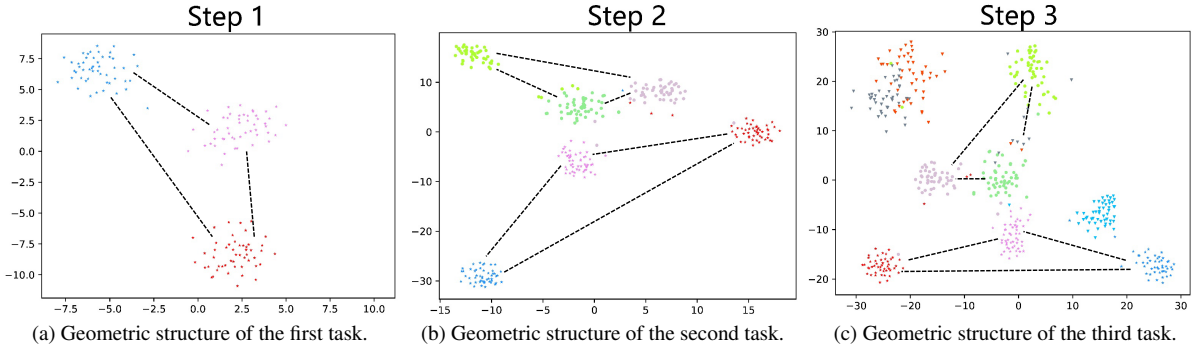 Step 1
7.5
5.0
2.5
0.0
−2.5
−5.0
−7.5
−10.0
−7.5 −5.0 −2.5 0.0 2.5 5.0 7.5 10.0
(a) Geometric structure of the first task.
Step 2
10
0
−10
−20
−30
−15 −10 −5 0 5 10 15
(b) Geometric structure of the second task.
Step 3
30
20
10
0
−10
−20
−30 −20 −10 0 10 20 30
(c) Geometric structure of the third task.